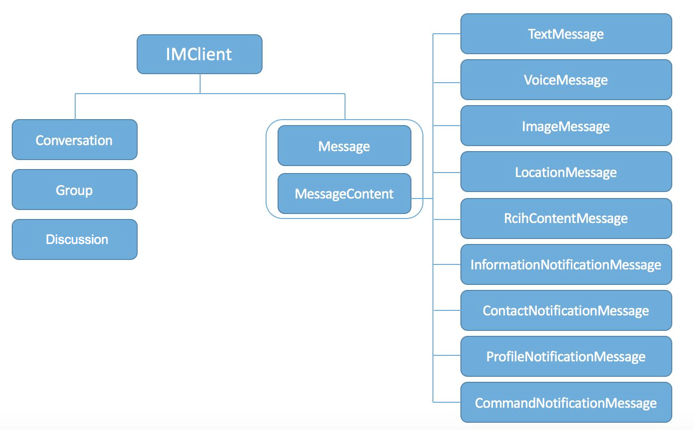 IMClient
Conversation
Group
Discussion
Message
MessageContent
TextMessage
VoiceMessage
ImageMessage
LocationMessage
RcihContentMessage
InformationNotificationMessage
ContactNotificationMessage
ProfileNotificationMessage
CommandNotificationMessage